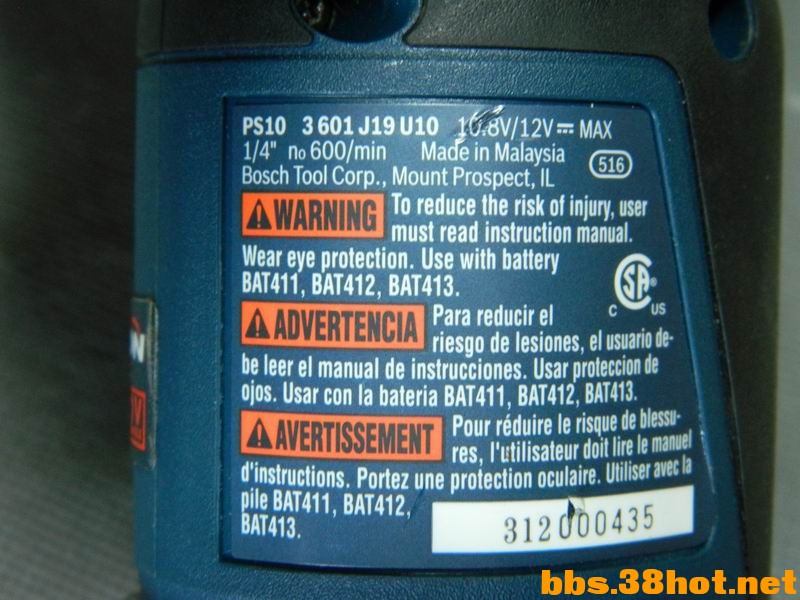 PS10 3 601 J19 U10 10.8V/12V⎓ MAX
1/4" no 600/min Made in Malaysia
516
Bosch Tool Corp., Mount Prospect, IL
WARNING To reduce the risk of injury, user
must read instruction manual.
Wear eye protection. Use with battery
BAT411, BAT412, BAT413.
CSA®
C US
ADVERTENCIA Para reducir el
riesgo de lesiones, el usuario de-
be leer el manual de instrucciones. Usar proteccion de
ojos. Usar con la bateria BAT411, BAT412, BAT413.
AVERTISSEMENT Pour réduire le risque de blessu-
res, l'utilisateur doit lire le manuel
d'instructions. Portez une protection oculaire. Utiliser avec la
pile BAT411, BAT412,
BAT413.
312000435
bbs.38hot.net